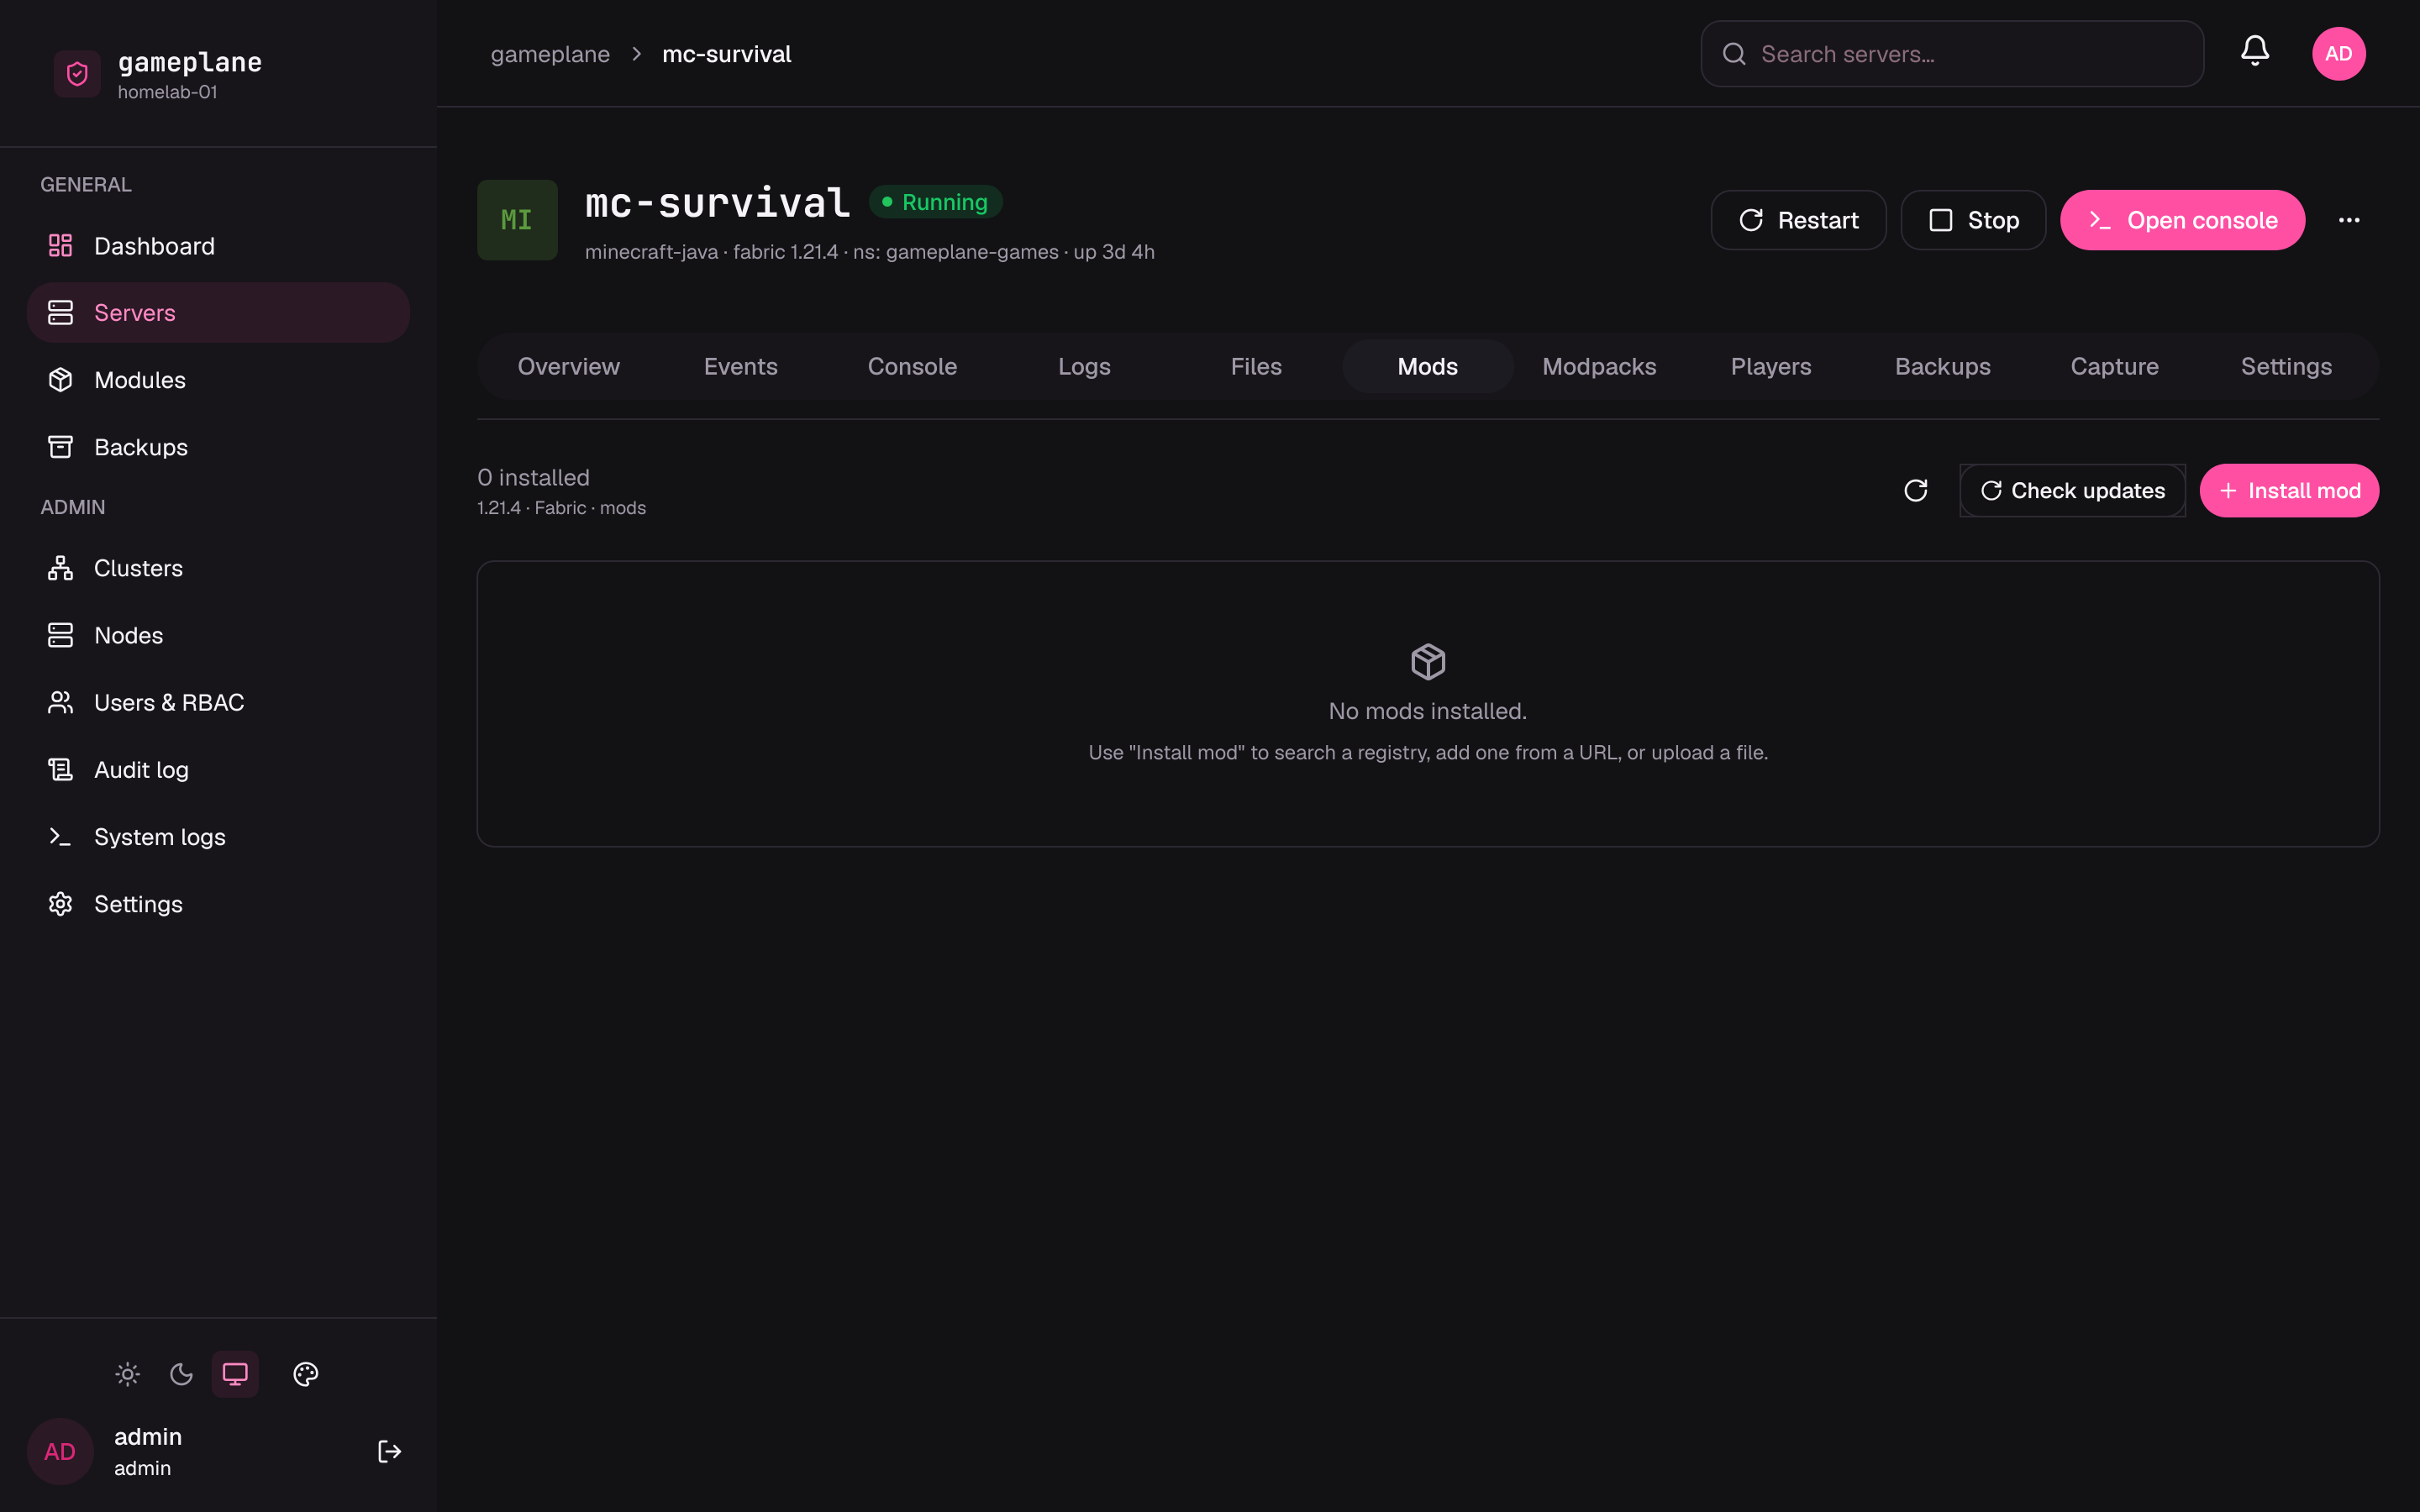 gameplane
homelab-01
GENERAL
Dashboard
Servers
Modules
Backups
ADMIN
Clusters
Nodes
Users & RBAC
Audit log
System logs
Settings
AD
admin
admin
gameplane > mc-survival
Search servers...
AD
MI
mc-survival
Running
minecraft-java · fabric 1.21.4 · ns: gameplane-games · up 3d 4h
Restart
Stop
Open console
Overview
Events
Console
Logs
Files
Mods
Modpacks
Players
Backups
Capture
Settings
0 installed
1.21.4 · Fabric · mods
Check updates
Install mod
No mods installed.
Use "Install mod" to search a registry, add one from a URL, or upload a file.